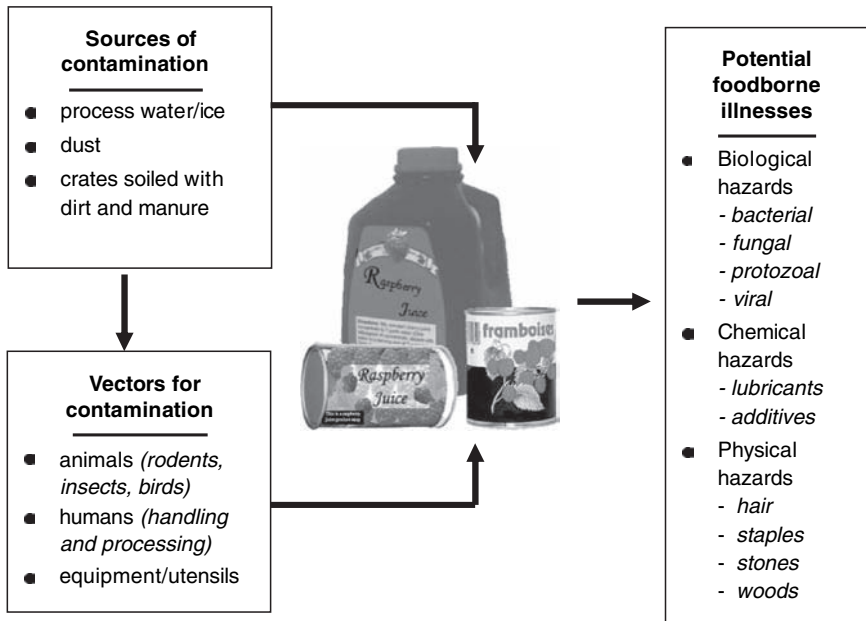 Sources of
contamination
process water/ice
dust
crates soiled with
dirt and manure
Vectors for
contamination
animals (rodents,
insects, birds)
humans (handling
and processing)
equipment/utensils
Raspberry
Juice
framboises
Raspberry
Juice
Potential
foodborne
illnesses
Biological
hazards
- bacterial
- fungal
- protozoal
- viral
Chemical
hazards
- lubricants
- additives
Physical
hazards
- hair
- staples
- stones
- woods